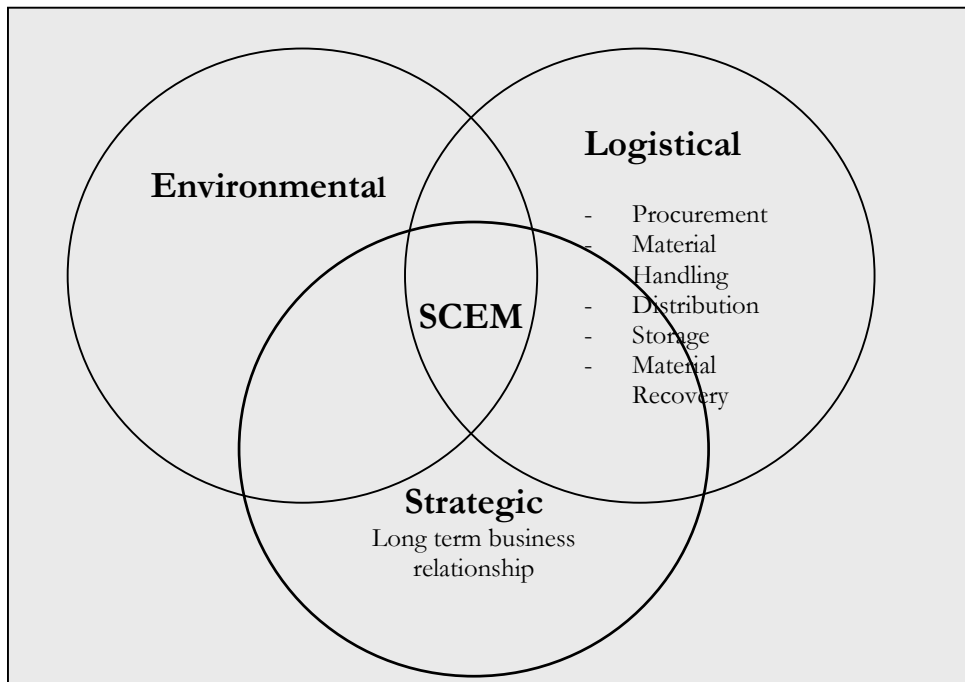 Environmental
Logistical
- Procurement
- Material
Handling
- Distribution
- Storage
- Material
Recovery
SCEM
Strategic
Long term business
relationship